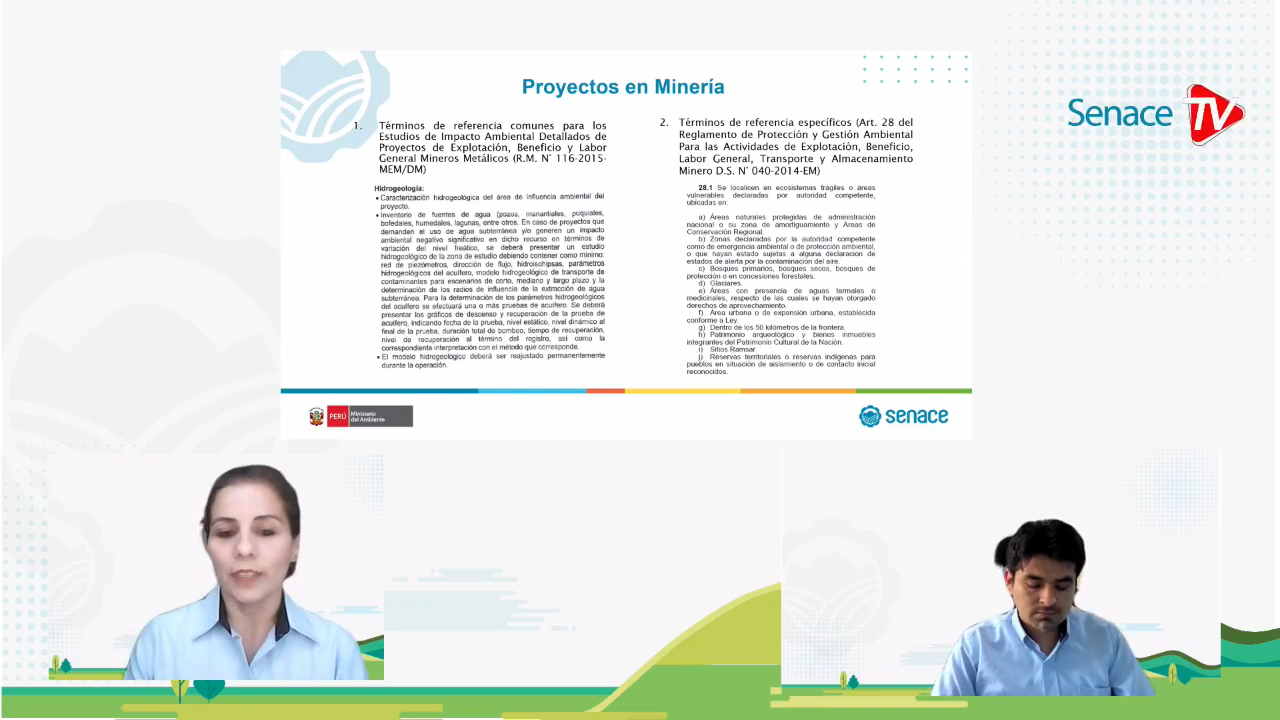 Proyectos en Minería
Senace TV
1. Términos de referencia comunes para los
Estudios de Impacto Ambiental Detallados de
Proyectos de Explotación, Beneficio y Labor
General Mineros Metálicos (R.M. N° 116-2015-
MEM/DM)
Hidrogeología:
• Caracterización hidrogeológica del área de influencia ambiental del
proyecto.
• Inventario de fuentes de agua (pozos, manantiales, puquiales,
bofedales, humedales, lagunas, entre otros. En caso de proyectos que
demanden el uso de agua subterránea y/o generen un impacto
ambiental negativo significativo en dicho recurso en términos de
variación del nivel freático, se deberá presentar un estudio
hidrogeológico de la zona de estudio debiendo contener como mínimo:
red de piezómetros, dirección de flujo, hidroisohipsas, parámetros
hidrogeológicos del acuífero, modelo hidrogeológico de transporte de
contaminantes para escenarios de corto, mediano y largo plazo y la
determinación de los radios de influencia de la extracción de agua
subterránea. Para la determinación de los parámetros hidrogeológicos
del acuífero se efectuará una o más pruebas de acuífero. Se deberá
presentar los gráficos de descenso y recuperación de la prueba de
acuífero, indicando fecha de la prueba, nivel estático, nivel dinámico al
final de la prueba, duración total de bombeo, tiempo de recuperación,
nivel de recuperación al término del registro, así como la
correspondiente interpretación con el método que corresponde.
• El modelo hidrogeológico deberá ser reajustado permanentemente
durante la operación.
2. Términos de referencia específicos (Art. 28 del
Reglamento de Protección y Gestión Ambiental
Para las Actividades de Explotación, Beneficio,
Labor General, Transporte y Almacenamiento
Minero D.S. N° 040-2014-EM)
28.1 Se localicen en ecosistemas frágiles o áreas
vulnerables declaradas por autoridad competente,
ubicadas en:
a) Áreas naturales protegidas de administración
nacional o su zona de amortiguamiento y Áreas de
Conservación Regional.
b) Zonas declaradas por la autoridad competente
como de emergencia ambiental o de protección ambiental,
o que hayan estado sujetas a alguna declaración de
estados de alerta por la contaminación del aire.
c) Bosques primarios, bosques secos, bosques de
protección o en concesiones forestales.
d) Glaciares.
e) Áreas con presencia de aguas termales o
medicinales, respecto de las cuales se hayan otorgado
derechos de aprovechamiento.
f) Área urbana o de expansión urbana, establecida
conforme a Ley.
g) Dentro de los 50 kilómetros de la frontera.
h) Patrimonio arqueológico y bienes inmuebles
integrantes del Patrimonio Cultural de la Nación.
i) Sitios Ramsar
j) Reservas territoriales o reservas indígenas para
pueblos en situación de aislamiento o de contacto inicial
reconocidos.
PERÚ
Ministerio
del Ambiente
senace